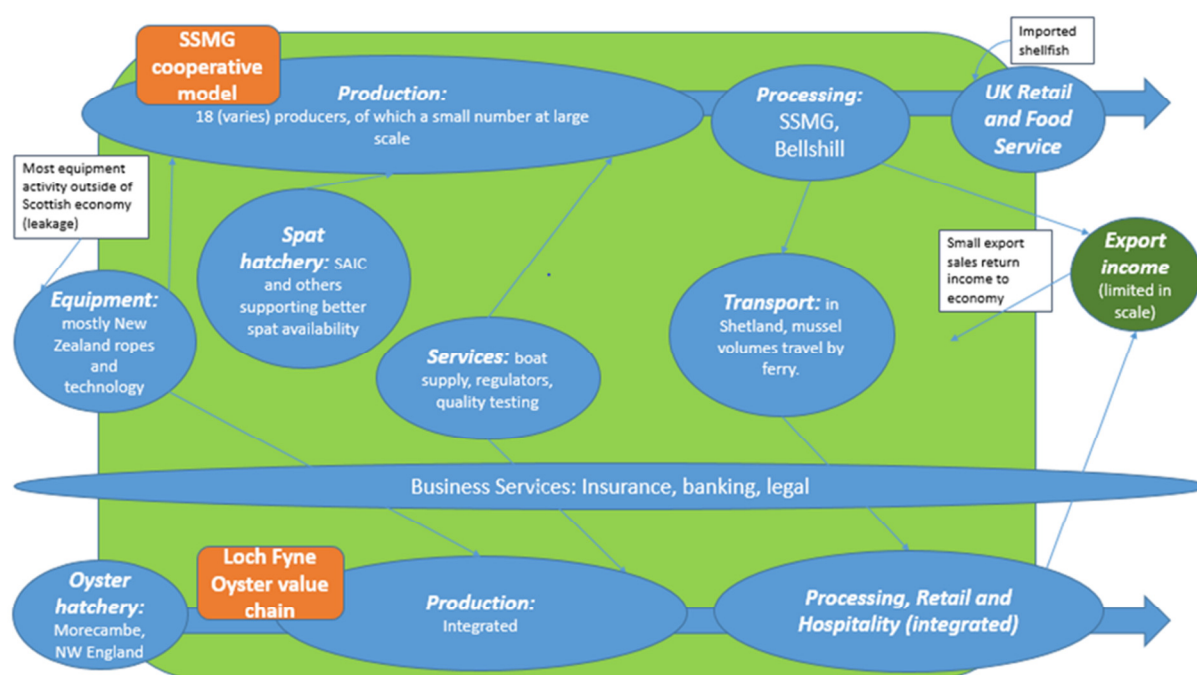 SSMG
cooperative
model
Production:
18 (varies) producers, of which a small number at large
scale
Processing:
SSMG,
Bellshill
Imported
shellfish
UK Retail
and Food
Service
Most equipment
activity outside of
Scottish economy
(leakage)
Spat
hatchery: SAIC
and others
supporting better
spat availability
Equipment:
mostly New
Zealand ropes
and
technology
Services: boat
supply, regulators,
quality testing
Transport: in
Shetland, mussel
volumes travel by
ferry.
Small export
sales return
income to
economy
Export
income
(limited in
scale)
Business Services: Insurance, banking, legal
Oyster
hatchery:
Morecambe,
NW England
Loch Fyne
Oyster value
chain
Production:
Integrated
Processing, Retail and
Hospitality (integrated)